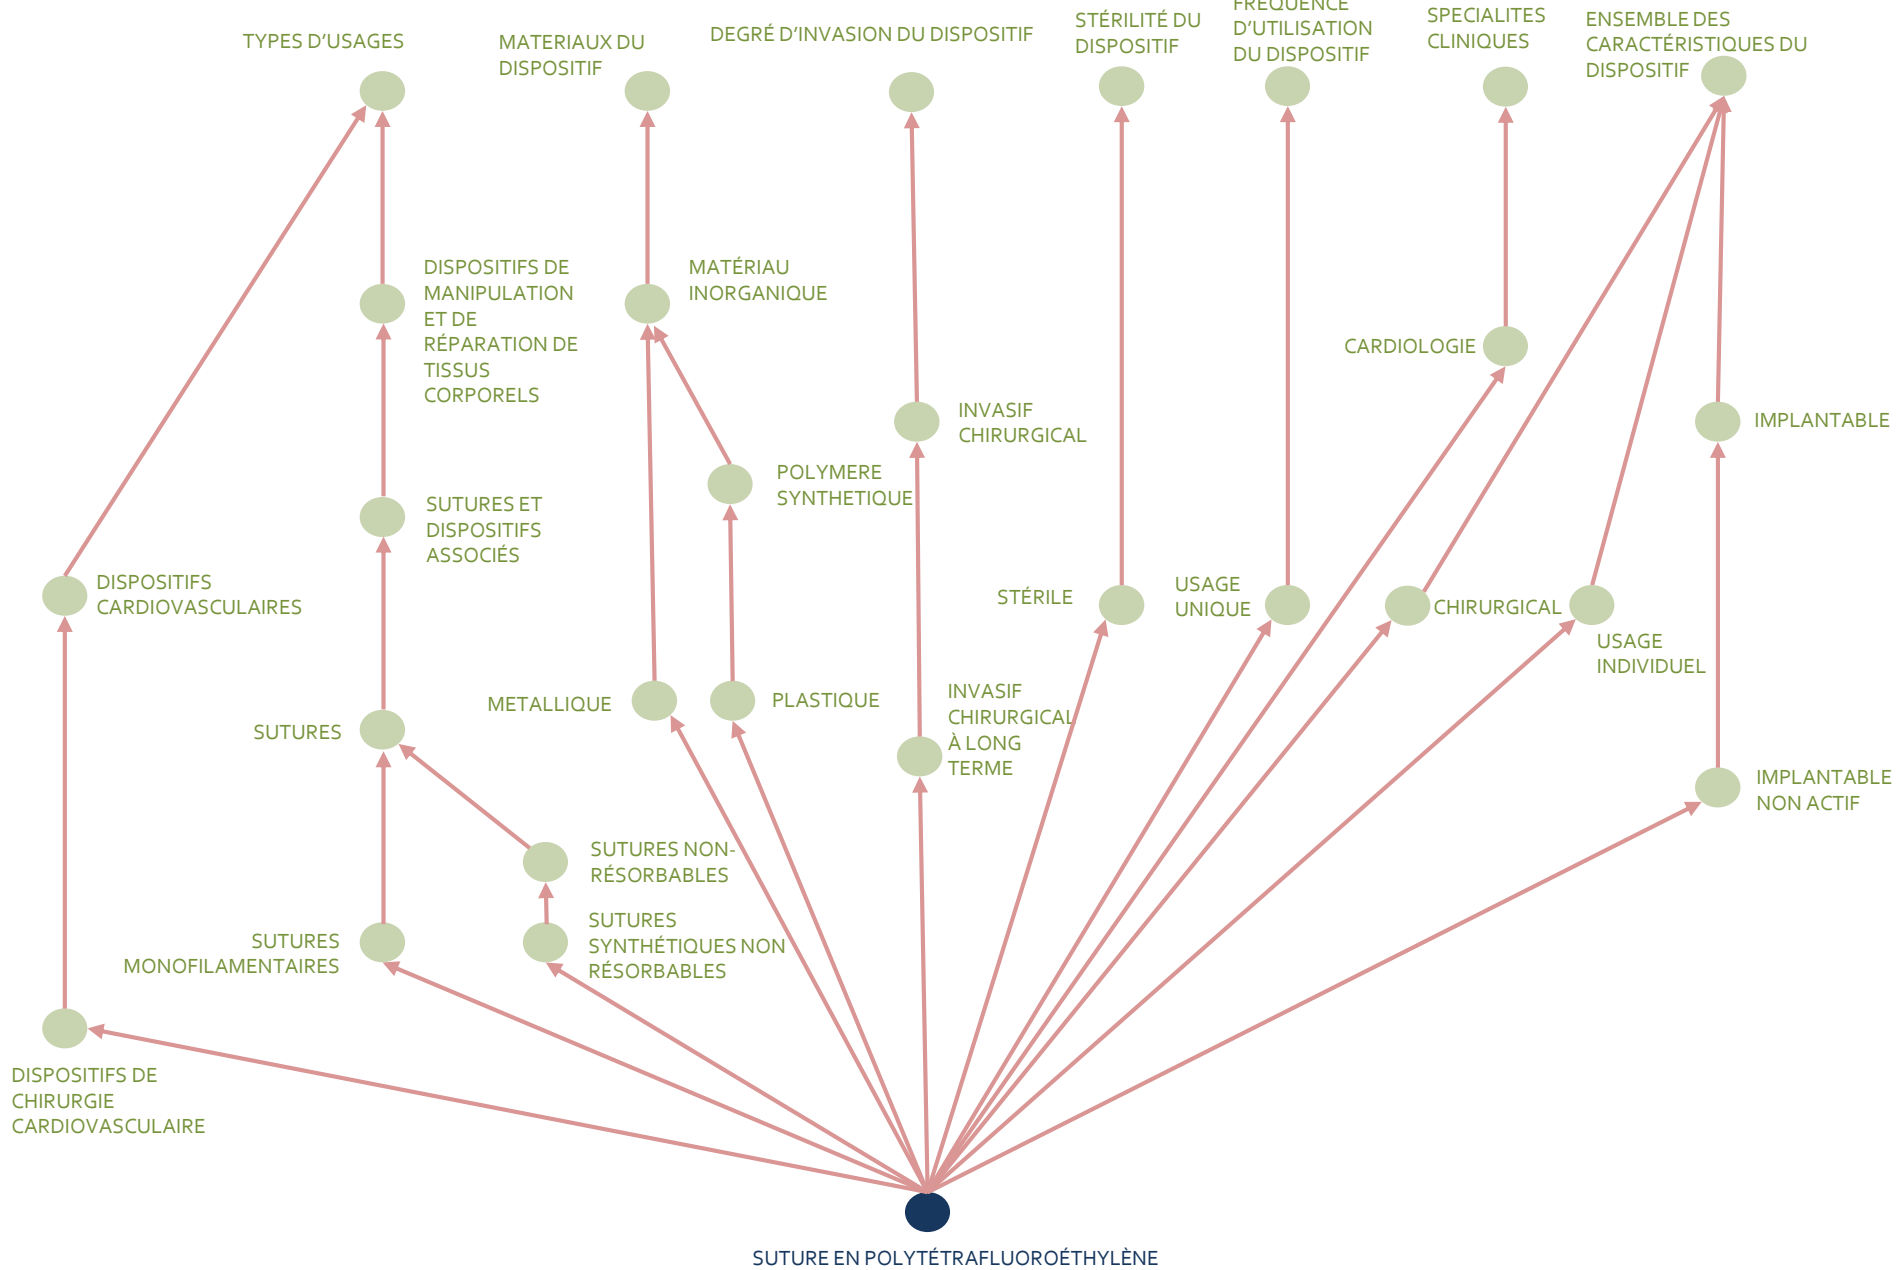 TYPES D'USAGES
MATERIAUX DU
DISPOSITIF
DEGRÉ D'INVASION DU DISPOSITIF
STÉRILITÉ DU
DISPOSITIF
FRÉQUENCE
D'UTILISATION
DU DISPOSITIF
SPECIALITES
CLINIQUES
ENSEMBLE DES
CARACTÉRISTIQUES DU
DISPOSITIF
DISPOSITIFS DE
MANIPULATION
ET DE
RÉPARATION DE
TISSUS
CORPORELS
MATÉRIAU
INORGANIQUE
CARDIOLOGIE
INVASIF
CHIRURGICAL
IMPLANTABLE
POLYMERE
SYNTHETIQUE
SUTURES ET
DISPOSITIFS
ASSOCIÉS
DISPOSITIFS
CARDIOVASCULAIRES
STÉRILE
USAGE
UNIQUE
CHIRURGICAL
USAGE
INDIVIDUEL
METALLIQUE
PLASTIQUE
INVASIF
CHIRURGICAL
À LONG
TERME
SUTURES
IMPLANTABLE
NON ACTIF
SUTURES NON-
RÉSORBABLES
SUTURES
MONOFILAMENTAIRES
SUTURES
SYNTHÉTIQUES NON
RÉSORBABLES
DISPOSITIFS DE
CHIRURGIE
CARDIOVASCULAIRE
SUTURE EN POLYTÉTRAFLUOROÉTHYLÈNE